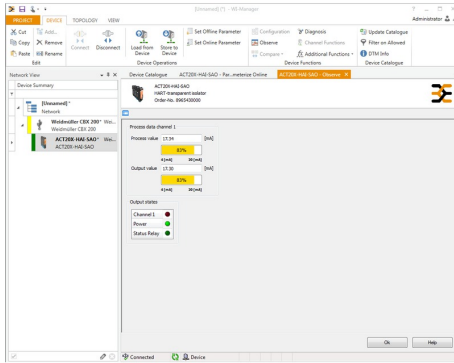 [Unnamed] (*) - WI-Manager
PROJECT DEVICE TOPOLOGY VIEW
Administrator
Cut Add...
Copy Remove
Paste Rename
Connect Disconnect
Load from Device Store to Device
Set Offline Parameter
Set Online Parameter
Configuration Diagnosis
Observe Channel Functions
Compare Additional Functions
Update Catalogue
Filter on Allowed
DTM Info
Edit Device Operations Device Functions Device Catalogue
Network View
Device Catalogue ACT20X-HAI-SAO - Par...meterize Online ACT20X-HAI-SAO - Observe
Device Summary
[Unnamed]*
Network
Weidmüller CBX 200* Wei...
Weidmüller CBX 200
ACT20X-HAI-SAO* Wei...
ACT20X-HAI-SAO
ACT20X-HAI-SAO
HART-transparent isolator
Order-No. 8965430000
Process data channel 1
Process value 17.34 [mA]
83%
4 [mA] 20 [mA]
Output value 17.30 [mA]
83%
4 [mA] 20 [mA]
Output states
Channel 1
Power
Status Relay
Ok Help
Connected Device